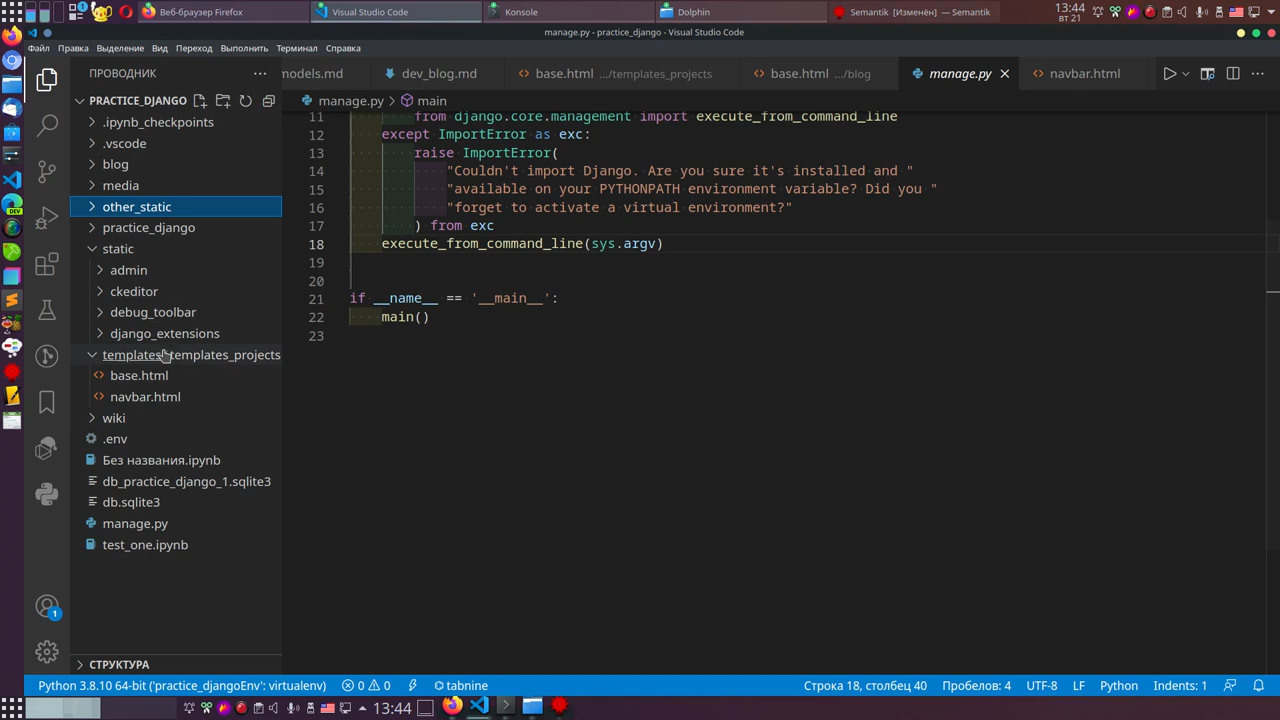 Веб-браузер Firefox
Visual Studio Code
Konsole
Dolphin
Semantik [Изменён] — Semantik
13:44
вт 21
manage.py - practice_django - Visual Studio Code
Файл Правка Выделение Вид Переход Выполнить Терминал Справка
ПРОВОДНИК
models.md
dev_blog.md
base.html .../templates_projects
base.html .../blog
manage.py
navbar.html
PRACTICE_DJANGO
manage.py > main
.ipynb_checkpoints
.vscode
blog
media
other_static
practice_django
static
admin
ckeditor
debug_toolbar
django_extensions
templates/templates_projects
base.html
navbar.html
wiki
.env
Без названия.ipynb
db_practice_django_1.sqlite3
db.sqlite3
manage.py
test_one.ipynb
СТРУКТУРА
11 from django.core.management import execute_from_command_line
12 except ImportError as exc:
13 raise ImportError(
14 "Couldn't import Django. Are you sure it's installed and "
15 "available on your PYTHONPATH environment variable? Did you "
16 "forget to activate a virtual environment?"
17 ) from exc
18 execute_from_command_line(sys.argv)
19
20
21 if __name__ == '__main__':
22 main()
23
DEV
1
Python 3.8.10 64-bit ('practice_djangoEnv': virtualenv) 0 0 tabnine
Строка 18, столбец 40 Пробелов: 4 UTF-8 LF Python Indents: 1
13:44